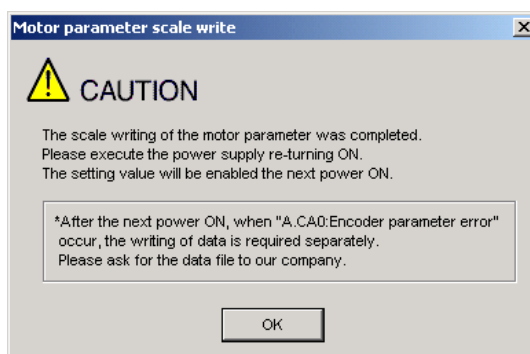 Motor parameter scale write
CAUTION
The scale writing of the motor parameter was completed.
Please execute the power supply re-turning ON.
The setting value will be enabled the next power ON.
*After the next power ON, when "A.CA0:Encoder parameter error"
occur, the writing of data is required separately.
Please ask for the data file to our company.
OK